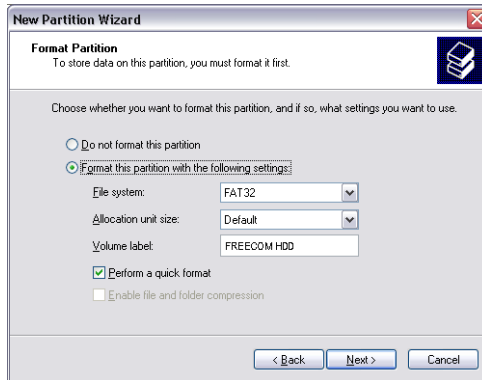 New Partition Wizard
Format Partition
To store data on this partition, you must format it first.
Choose whether you want to format this partition, and if so, what settings you want to use.
Do not format this partition
Format this partition with the following settings:
File system: FAT32
Allocation unit size: Default
Volume label: FREECOM HDD
Perform a quick format
Enable file and folder compression
< Back Next > Cancel